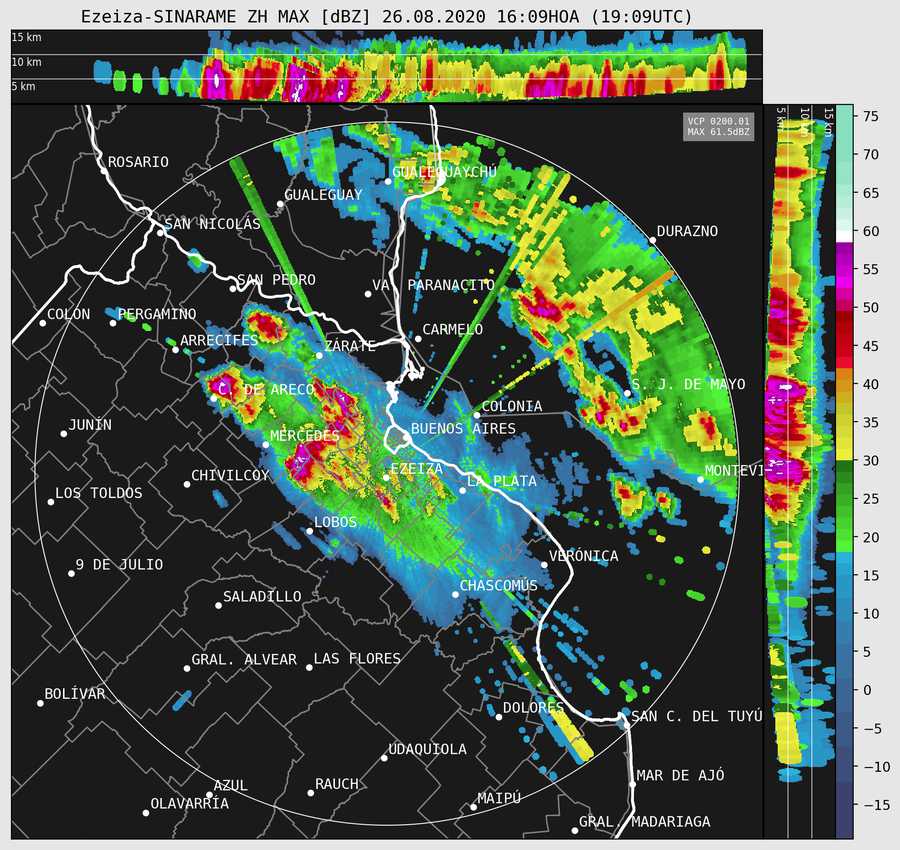 Ezeiza-SINARAME ZH MAX [dBZ] 26.08.2020 16:09HOA (19:09UTC)
15 km
10 km
5 km
5 km
10 km
15 km
VCP 0200.01
MAX 61.5dBZ
75
70
65
60
55
50
45
40
35
30
25
20
15
10
5
0
−5
−10
−15
ROSARIO
GUALEGUAYCHÚ
GUALEGUAY
SAN NICOLÁS
DURAZNO
SAN PEDRO
VA. PARANACITO
COLON
PERGAMINO
CARMELO
ARRECIFES
ZÁRATE
C. DE ARECO
S. J. DE MAYO
COLONIA
JUNÍN
MERCEDES
BUENOS AIRES
CHIVILCOY
EZEIZA
MONTEVI
LOS TOLDOS
LA PLATA
LOBOS
VERÓNICA
9 DE JULIO
CHASCOMÚS
SALADILLO
GRAL. ALVEAR
LAS FLORES
BOLÍVAR
DOLORES
SAN C. DEL TUYÚ
UDAQUIOLA
MAR DE AJÓ
AZUL
RAUCH
OLAVARRÍA
MAIPÚ
GRAL. MADARIAGA